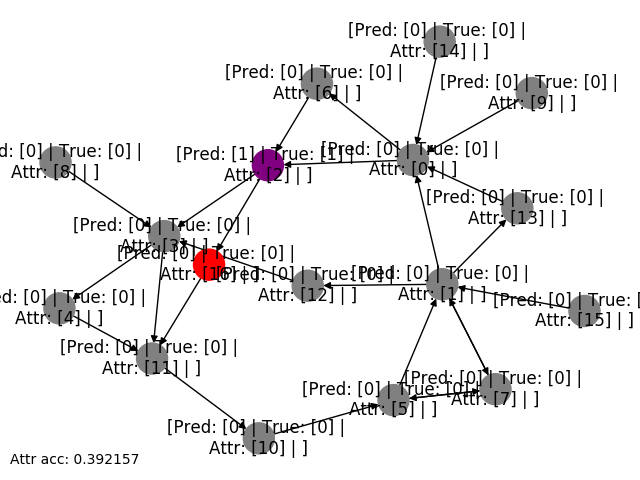 [Pred: [0] | True: [0] |
Attr: [14] | ]
[Pred: [0] | True: [0] |
Attr: [6] | ]
[Pred: [0] | True: [0] |
Attr: [9] | ]
d: [0] | True: [0] |
Attr: [8] | ]
[Pred: [1] | True: [1] |
Attr: [2] | ]
[Pred: [0] | True: [0] |
Attr: [0] | ]
[Pred: [0] | True: [0] |
Attr: [13] | ]
[Pred: [0] | True: [0] |
Attr: [3] | ]
[Pred: [0] | True: [0] |
Attr: [16] | ]
[Pred: [0] | True: [0] |
Attr: [12] | ]
[Pred: [0] | True: [0] |
Attr: [1] | ]
ed: [0] | True: [0] |
Attr: [4] | ]
[Pred: [0] | True: [
Attr: [15] | ]
[Pred: [0] | True: [0] |
Attr: [11] | ]
[Pred: [0] | True: [0] |
Attr: [5] | ]
[Pred: [0] | True: [0] |
Attr: [7] | ]
[Pred: [0] | True: [0] |
Attr: [10] | ]
Attr acc: 0.392157